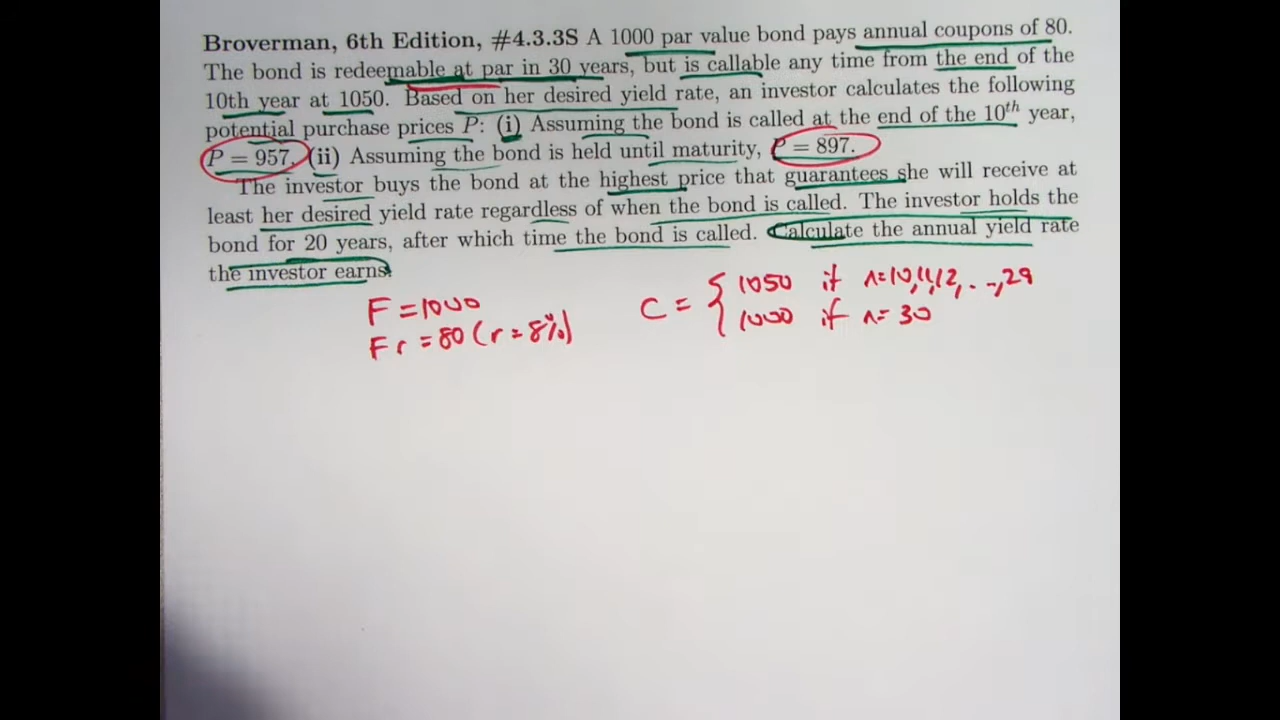 Broverman, 6th Edition, #4.3.3S A 1000 par value bond pays annual coupons of 80.
The bond is redeemable at par in 30 years, but is callable any time from the end of the
10th year at 1050. Based on her desired yield rate, an investor calculates the following
potential purchase prices P: (i) Assuming the bond is called at the end of the 10th year,
P = 957. (ii) Assuming the bond is held until maturity, P = 897.
The investor buys the bond at the highest price that guarantees she will receive at
least her desired yield rate regardless of when the bond is called. The investor holds the
bond for 20 years, after which time the bond is called. Calculate the annual yield rate
the investor earns.
F = 1000
Fr = 80 (r = 8%)
C = { 1050 if n=10,11,12, ..., 29
1000 if n= 30